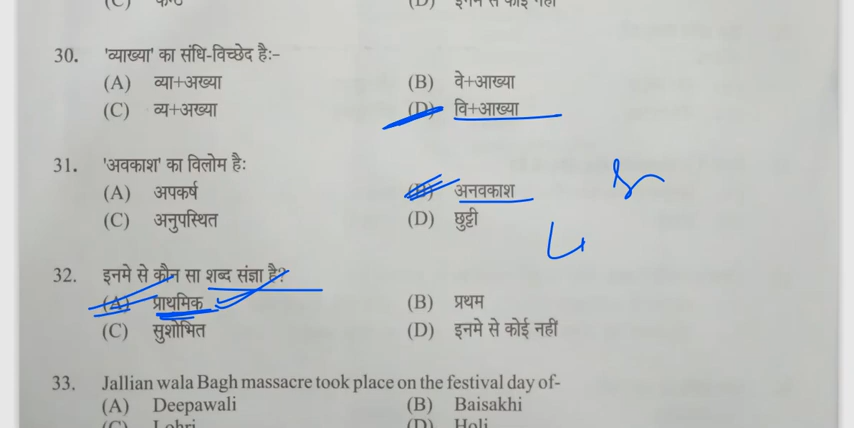 30. 'व्याख्या' का संधि-विच्छेद हैः-
(A) व्या+अख्या (B) वे+आख्या
(C) व्य+अख्या (D) वि+आख्या
31. 'अवकाश' का विलोम हैः
(A) अपकर्ष (B) अनवकाश
(C) अनुपस्थित (D) छुट्टी
32. इनमे से कौन सा शब्द संज्ञा है?
(A) प्राथमिक (B) प्रथम
(C) सुशोभित (D) इनमे से कोई नहीं
33. Jallian wala Bagh massacre took place on the festival day of-
(A) Deepawali (B) Baisakhi